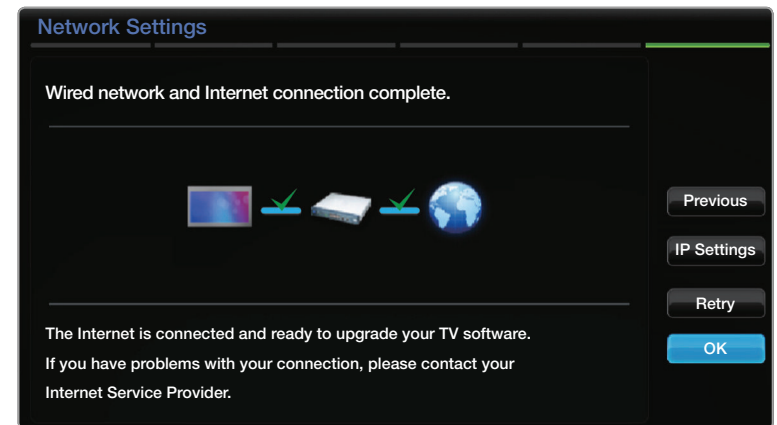 Network Settings
Wired network and Internet connection complete.
Previous
IP Settings
Retry
OK
The Internet is connected and ready to upgrade your TV software.
If you have problems with your connection, please contact your
Internet Service Provider.